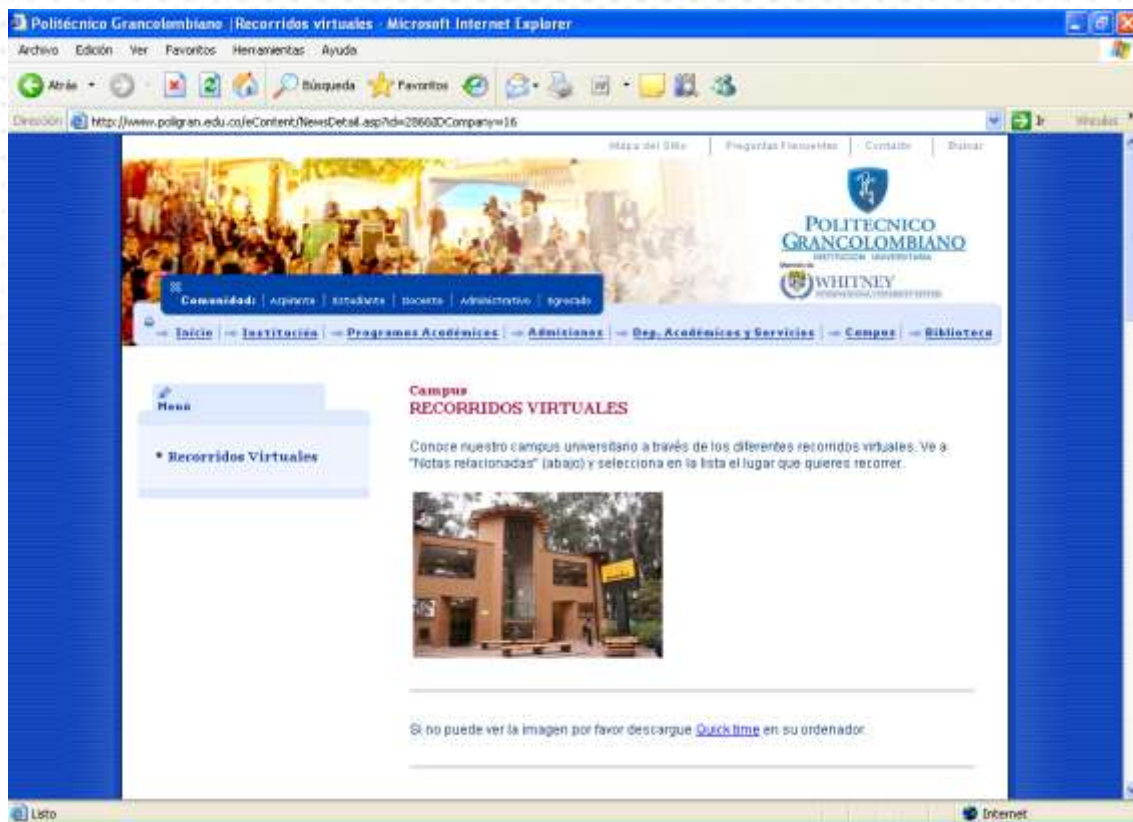 Politécnico Grancolombiano |Recorridos virtuales - Microsoft Internet Explorer
Archivo Edición Ver Favoritos Herramientas Ayuda
Atrás Búsqueda Favoritos
Dirección http://www.poligran.edu.co/eContent/NewsDetail.asp?id=286&IDCompany=16 Ir Vínculos
Mapa del Sitio | Preguntas Frecuentes | Contacto | Buscar
POLITECNICO
GRANCOLOMBIANO
INSTITUCIÓN UNIVERSITARIA
WHITNEY
Comunidad: | Aspirante | Estudiante | Docente | Administrativo | Egresado
Inicio | Institución | Programas Académicos | Admisiones | Dep. Académicos y Servicios | Campus | Biblioteca
Menú
Recorridos Virtuales
Campus
RECORRIDOS VIRTUALES
Conoce nuestro campus universitario a través de los diferentes recorridos virtuales. Ve a
"Notas relacionadas" (abajo) y selecciona en la lista el lugar que quieres recorrer.
Si no puede ver la imagen por favor descargue Quick time en su ordenador.
Listo Internet